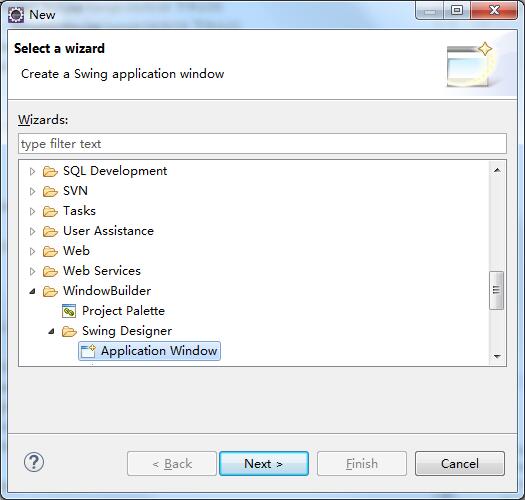 New
Select a wizard
Create a Swing application window
Wizards:
type filter text
SQL Development
SVN
Tasks
User Assistance
Web
Web Services
WindowBuilder
Project Palette
Swing Designer
Application Window
?
< Back
Next >
Finish
Cancel